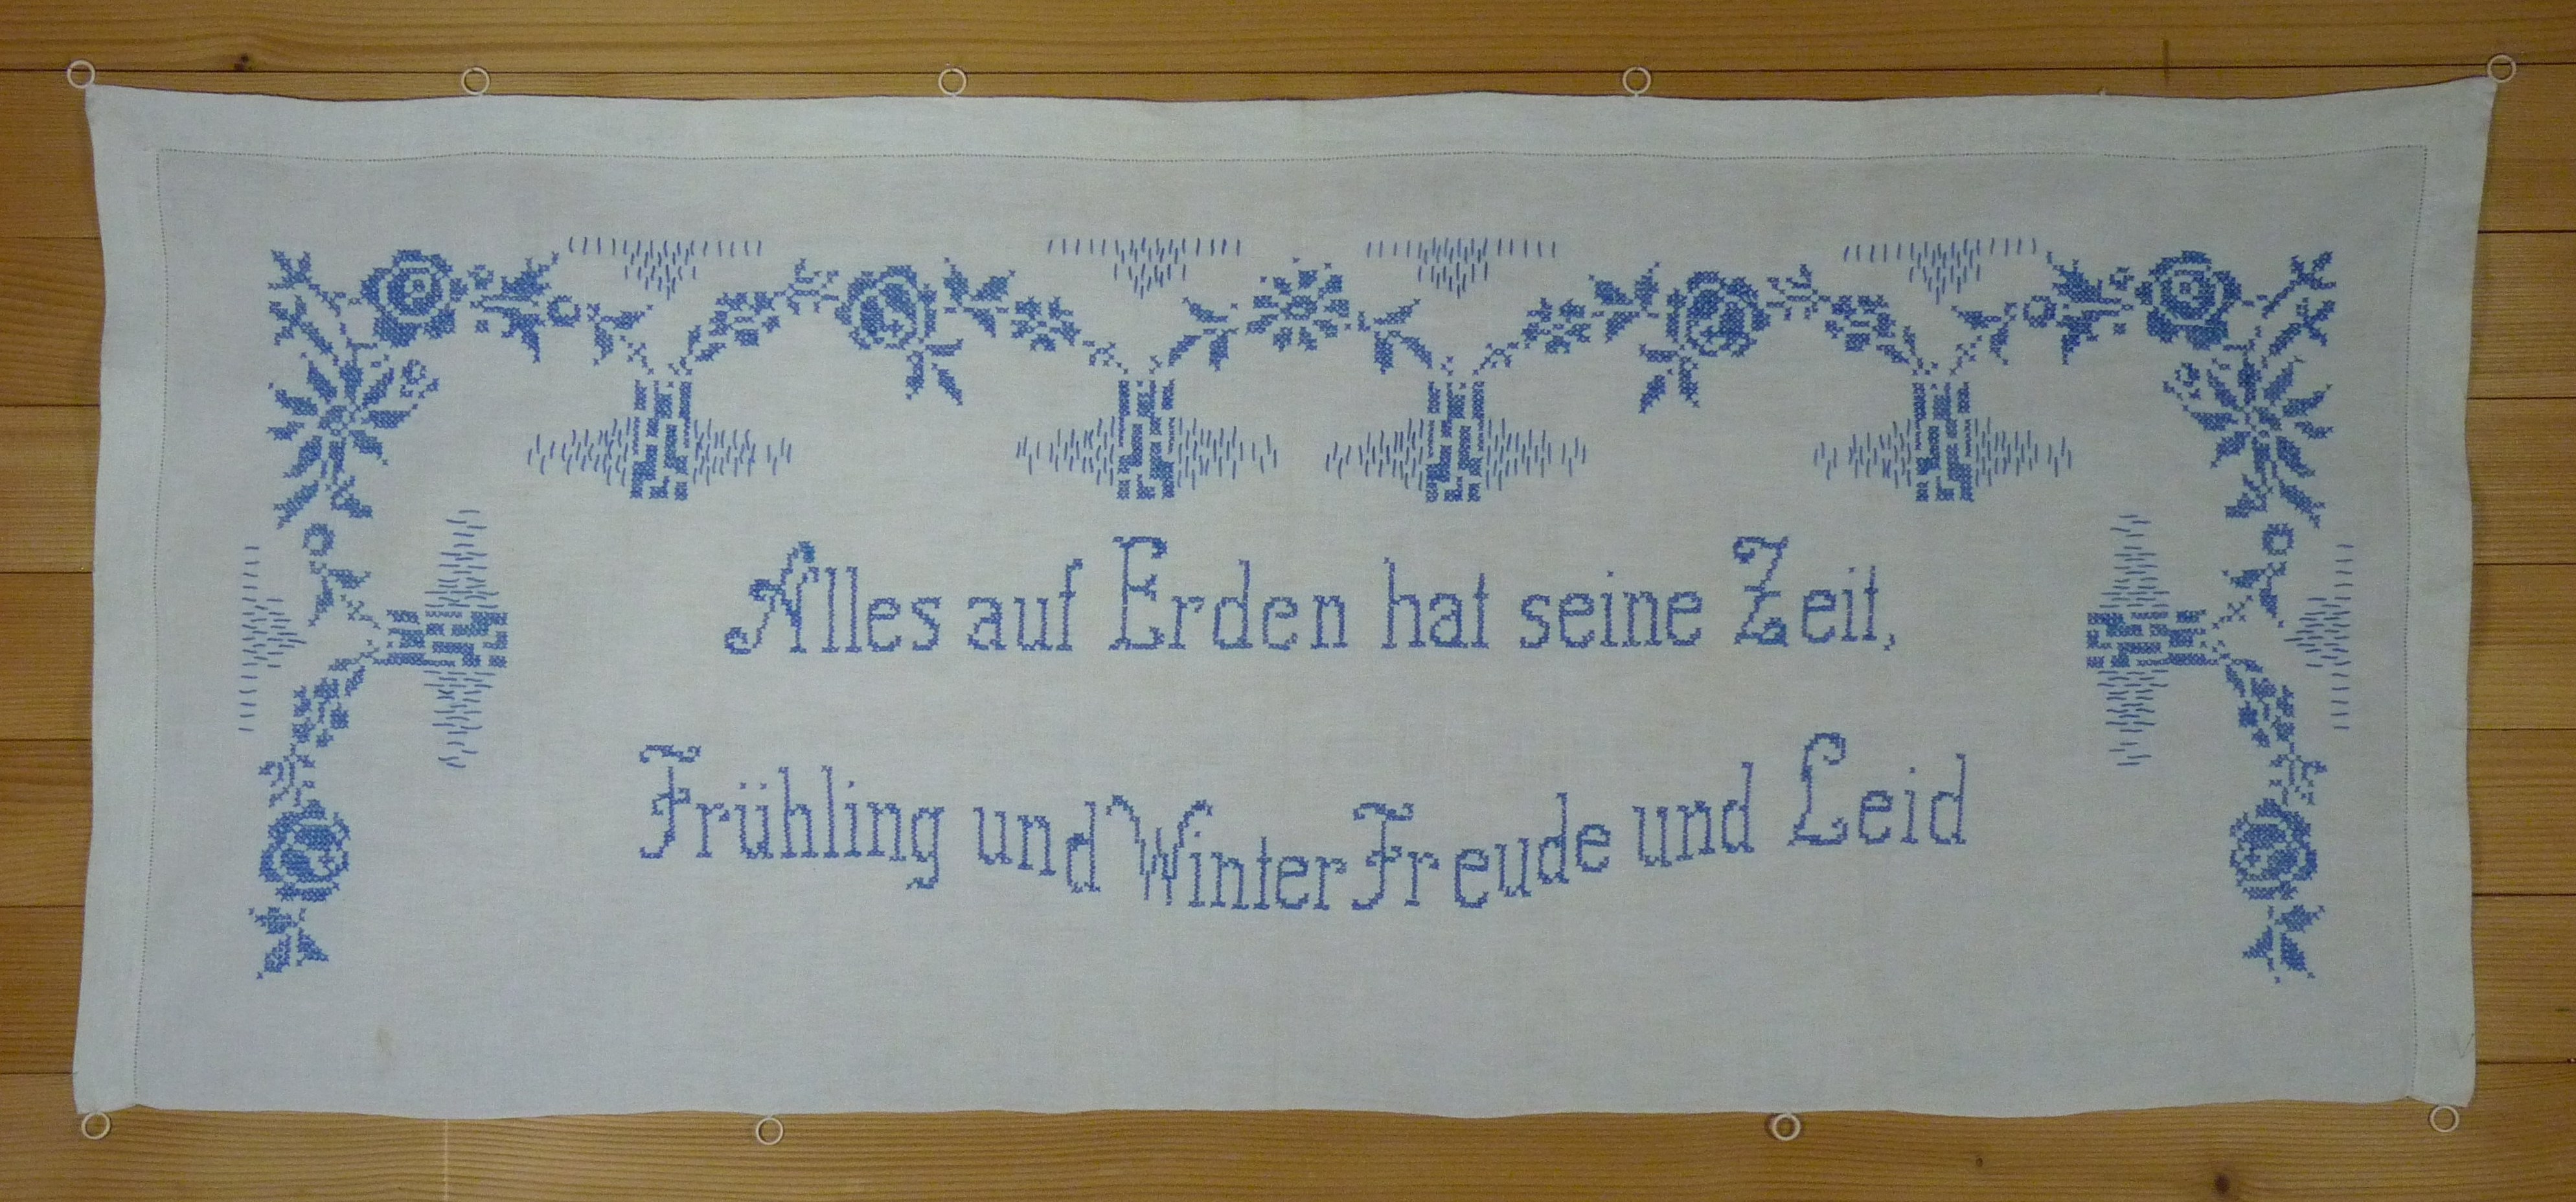 Alles auf Erden hat seine Zeit,
Frühling und Winter Freude und Leid